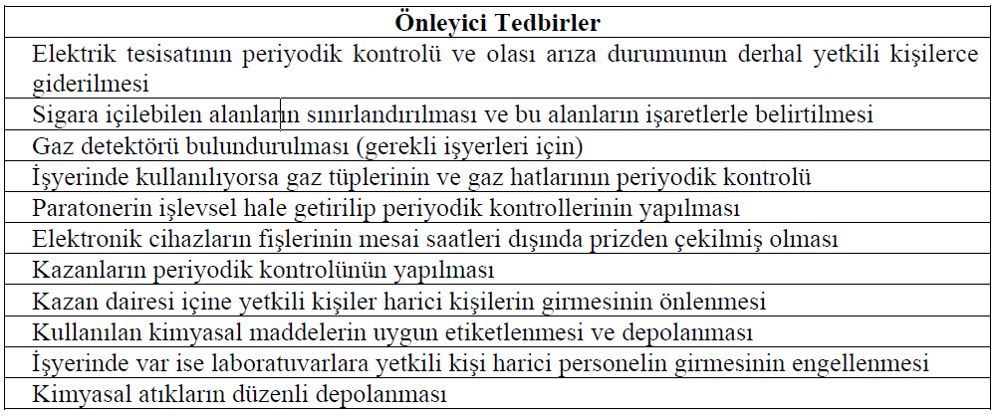 Önleyici Tedbirler
Elektrik tesisatının periyodik kontrolü ve olası arıza durumunun derhal yetkili kişilerce
giderilmesi
Sigara içilebilen alanların sınırlandırılması ve bu alanların işaretlerle belirtilmesi
Gaz detektörü bulundurulması (gerekli işyerleri için)
İşyerinde kullanılıyorsa gaz tüplerinin ve gaz hatlarının periyodik kontrolü
Paratonerin işlevsel hale getirilip periyodik kontrollerinin yapılması
Elektronik cihazların fişlerinin mesai saatleri dışında prizden çekilmiş olması
Kazanların periyodik kontrolünün yapılması
Kazan dairesi içine yetkili kişiler harici kişilerin girmesinin önlenmesi
Kullanılan kimyasal maddelerin uygun etiketlenmesi ve depolanması
İşyerinde var ise laboratuvarlara yetkili kişi harici personelin girmesinin engellenmesi
Kimyasal atıkların düzenli depolanması